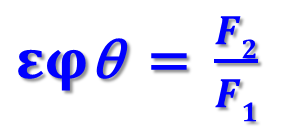 εφθ = F₂/F₁